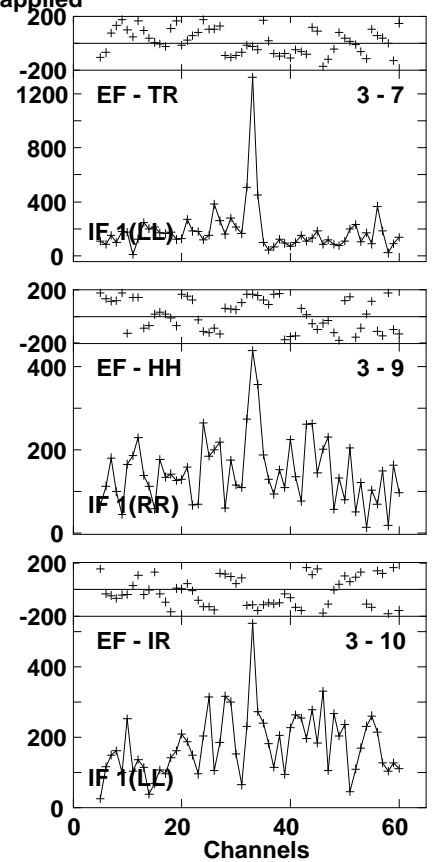 applied
200
-200
1200
EF - TR 3 - 7
800
400
IF 1(LL)
0
200
-200
400
EF - HH 3 - 9
200
IF 1(RR)
0
200
-200
EF - IR 3 - 10
400
200
IF 1(LL)
0
0 20 40 60
Channels